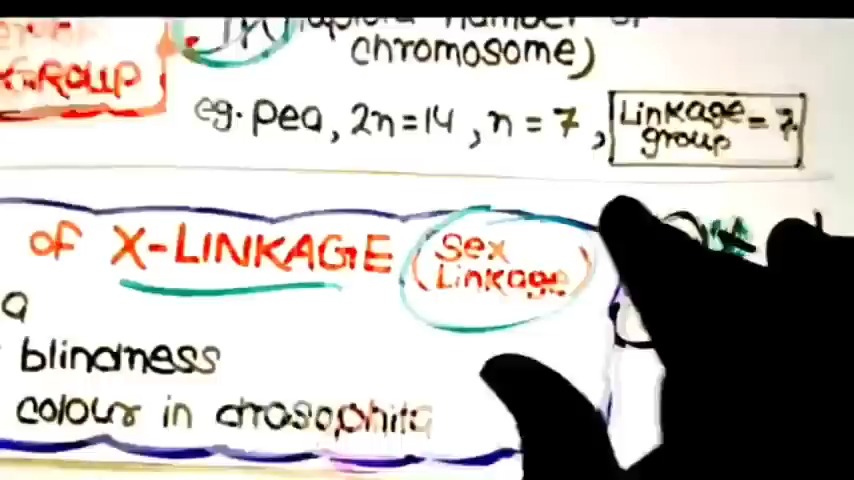 chromosome)
GROUP
eg. pea, 2n=14, n=7, Linkage group = 7
of X-LINKAGE (Sex Linkage)
a
blindness
colour in drosophila